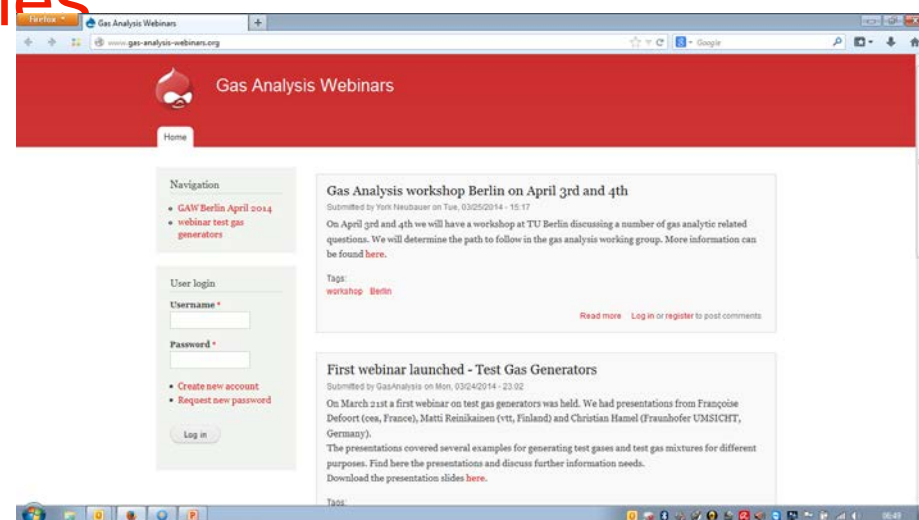 ies
Firefox
Gas Analysis Webinars
www.gas-analysis-webinars.org
Google
Gas Analysis Webinars
Home
Navigation
GAW Berlin April 2014
webinar test gas
generators
User login
Username *
Password *
Create new account
Request new password
Log in
Gas Analysis workshop Berlin on April 3rd and 4th
Submitted by York Neubauer on Tue, 03/25/2014 - 15:17
On April 3rd and 4th we will have a workshop at TU Berlin discussing a number of gas analytic related
questions. We will determine the path to follow in the gas analysis working group. More information can
be found here.
Tags:
workshop Berlin
Read more Log in or register to post comments
First webinar launched - Test Gas Generators
Submitted by GasAnalysis on Mon, 03/24/2014 - 23:02
On March 21st a first webinar on test gas generators was held. We had presentations from Françoise
Defoort (cea, France), Matti Reinikainen (vtt, Finland) and Christian Hamel (Fraunhofer UMSICHT,
Germany).
The presentations covered several examples for generating test gases and test gas mixtures for different
purposes. Find here the presentations and discuss further information needs.
Download the presentation slides here.
Tags:
06:49